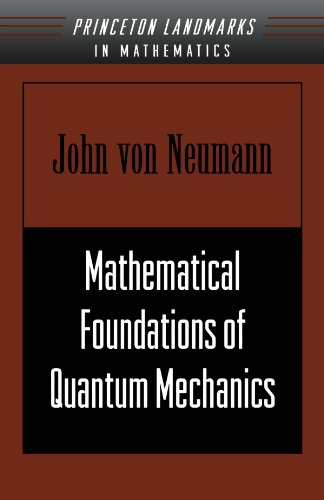 PRINCETON LANDMARKS
IN MATHEMATICS
John von Neumann
Mathematical
Foundations of
Quantum Mechanics